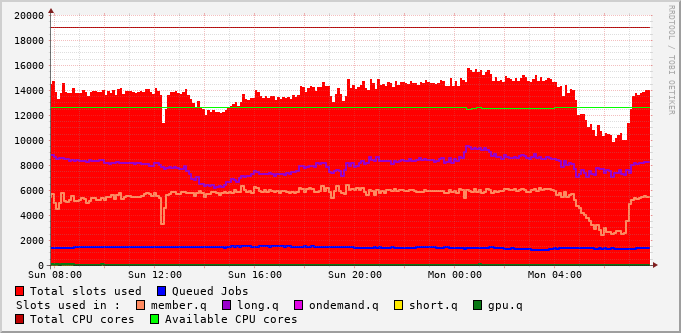 RRDTOOL / TOBI OETIKER
20000
18000
16000
14000
12000
10000
8000
6000
4000
2000
0
Sun 08:00 Sun 12:00 Sun 16:00 Sun 20:00 Mon 00:00 Mon 04:00
Total slots used Queued Jobs
Slots used in : member.q long.q ondemand.q short.q gpu.q
Total CPU cores Available CPU cores